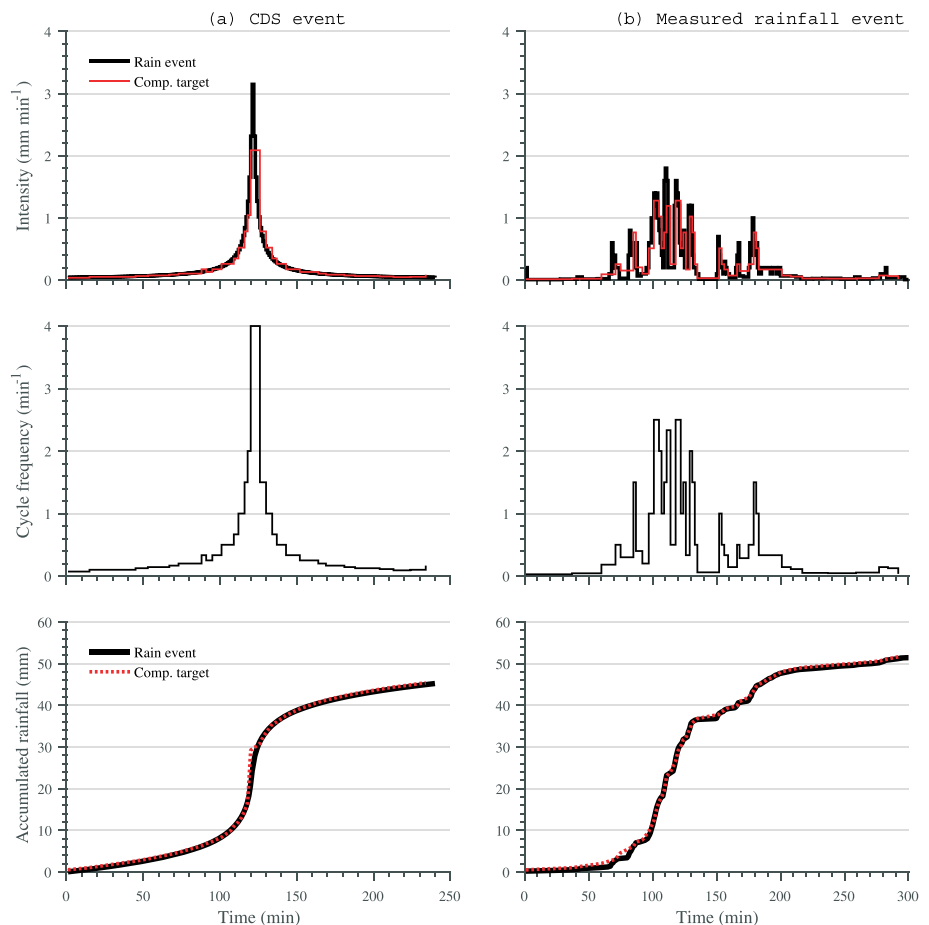 (a) CDS event
(b) Measured rainfall event
Intensity (mm min-1)
4
3
2
1
0
Rain event
Comp. target
4
3
2
1
0
Cycle frequency (min-1)
4
3
2
1
0
4
3
2
1
0
Accumulated rainfall (mm)
60
50
40
30
20
10
0
Rain event
Comp. target
0 50 100 150 200 250
Time (min)
60
50
40
30
20
10
0
0 50 100 150 200 250 300
Time (min)